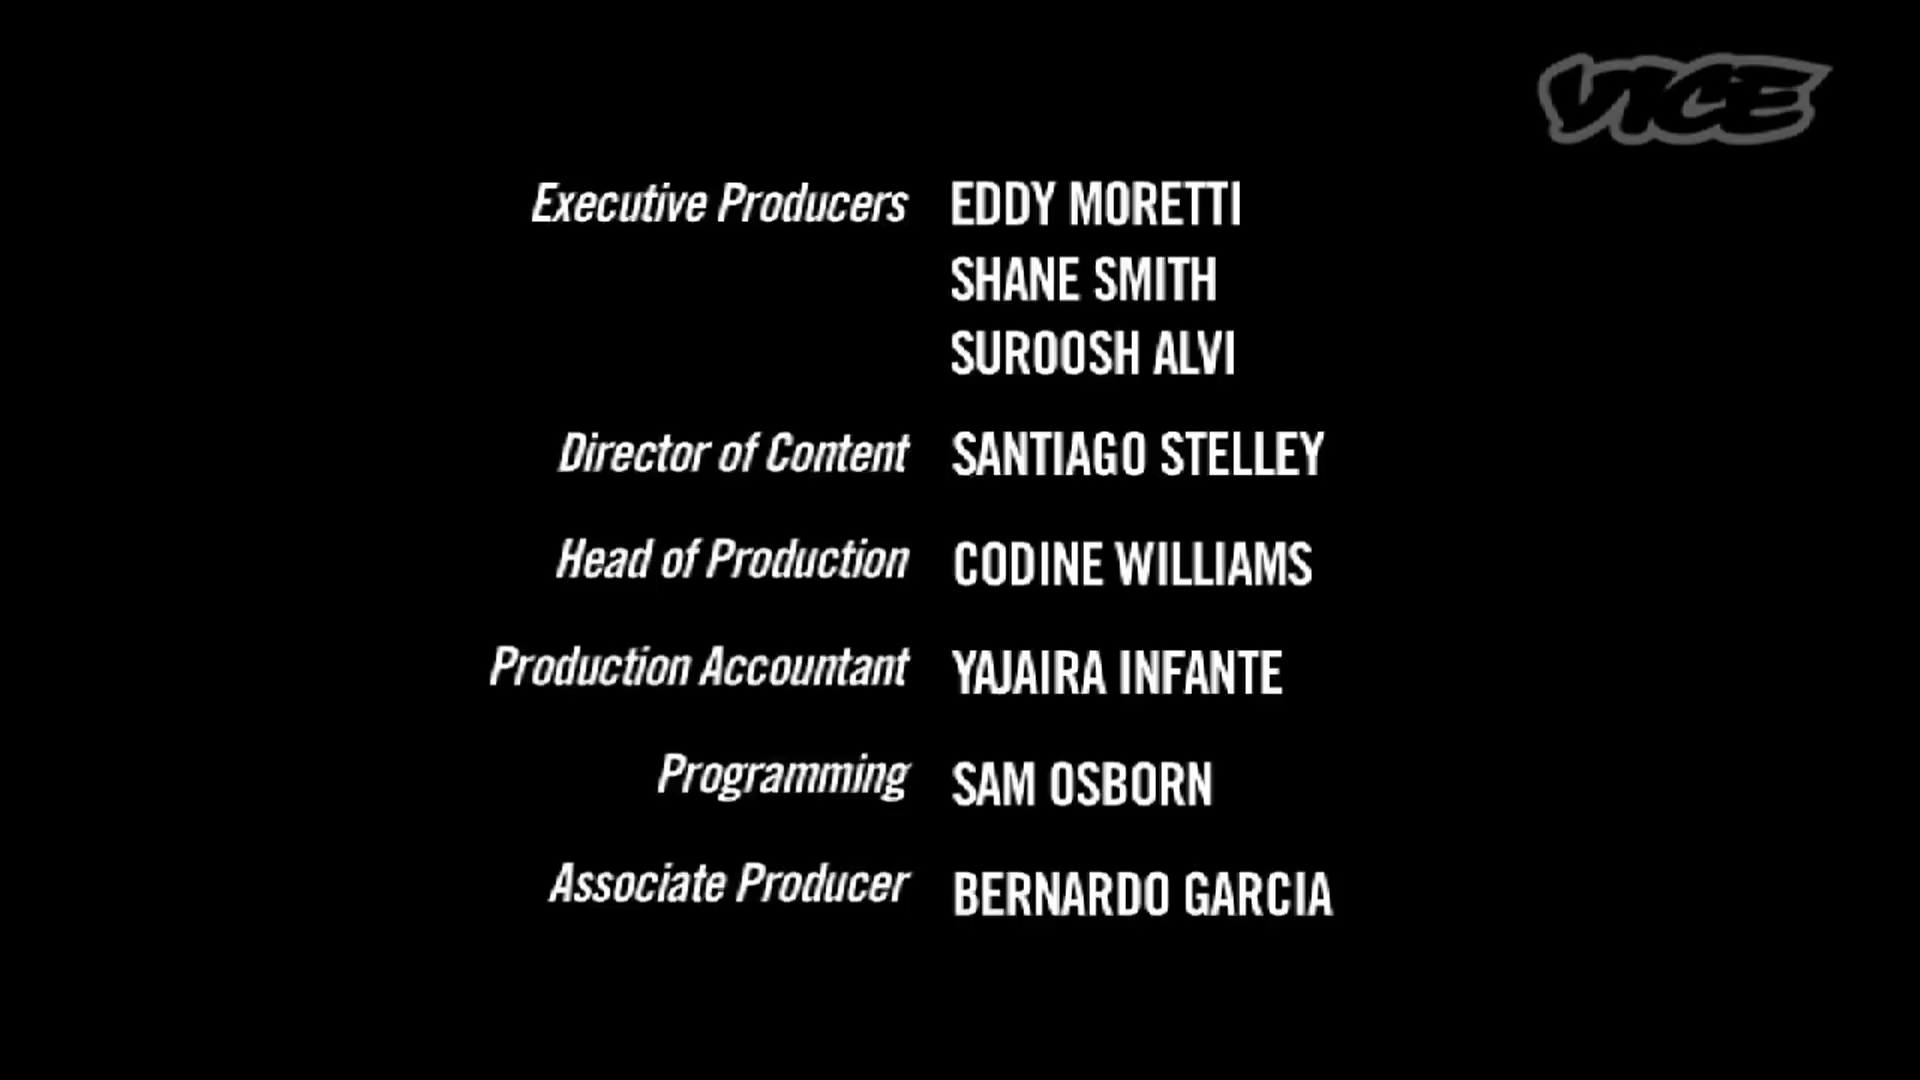 VICE
Executive Producers EDDY MORETTI
SHANE SMITH
SUROOSH ALVI
Director of Content SANTIAGO STELLEY
Head of Production CODINE WILLIAMS
Production Accountant YAJAIRA INFANTE
Programming SAM OSBORN
Associate Producer BERNARDO GARCIA